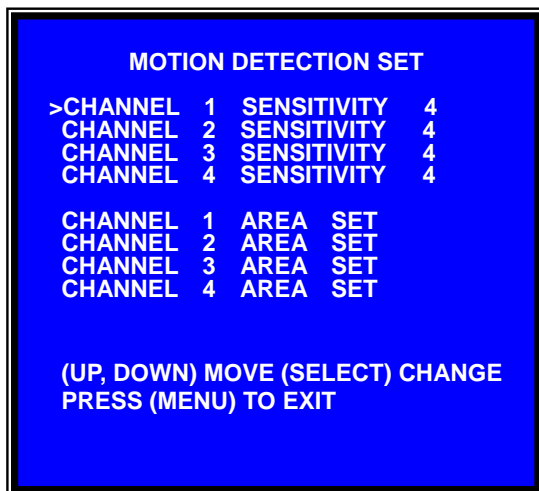 MOTION DETECTION SET
>CHANNEL 1 SENSITIVITY 4
CHANNEL 2 SENSITIVITY 4
CHANNEL 3 SENSITIVITY 4
CHANNEL 4 SENSITIVITY 4
CHANNEL 1 AREA SET
CHANNEL 2 AREA SET
CHANNEL 3 AREA SET
CHANNEL 4 AREA SET
(UP, DOWN) MOVE (SELECT) CHANGE
PRESS (MENU) TO EXIT